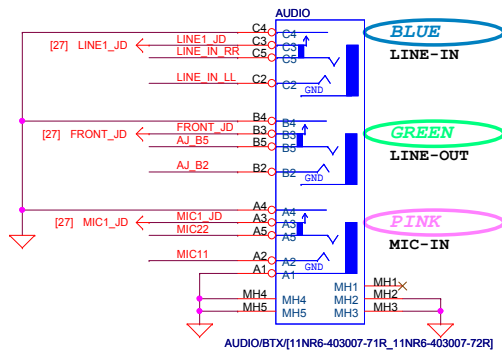 AUDIO
C4 C4
[27] LINE1_JD LINE1_JD C3 C3
LINE_IN_RR C5 C5
LINE_IN_LL C2 C2
GND
BLUE
LINE-IN
B4 B4
[27] FRONT_JD FRONT_JD B3 B3
AJ_B5 B5 B5
AJ_B2 B2 B2
GND
GREEN
LINE-OUT
A4 A4
[27] MIC1_JD MIC1_JD A3 A3
MIC22 A5 A5
MIC11 A2 A2
A1 A1
GND
PINK
MIC-IN
MH1 MH1
MH4 MH4 MH2 MH2
MH5 MH5 MH3 MH3
AUDIO/BTX/[11NR6-403007-71R_11NR6-403007-72R]